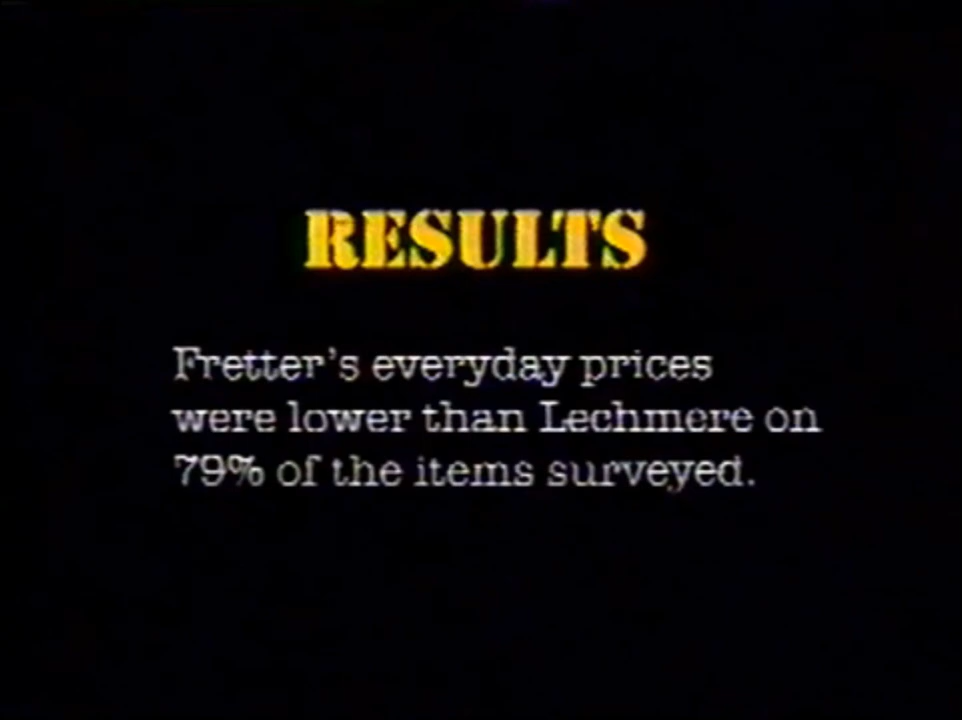 RESULTS
Fretter's everyday prices
were lower than Lechmere on
79% of the items surveyed.